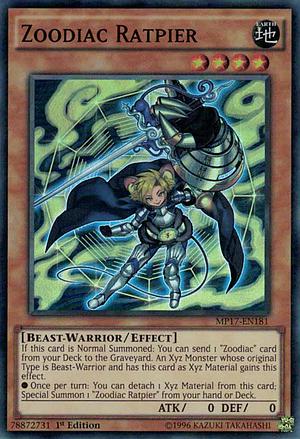 Zoodiac Ratpier
EARTH
地
MP17-EN181
[BEAST-WARRIOR/EFFECT]
If this card is Normal Summoned: You can send 1 "Zoodiac" card
from your Deck to the Graveyard. An Xyz Monster whose original
Type is Beast-Warrior and has this card as Xyz Material gains this
effect.
● Once per turn: You can detach 1 Xyz Material from this card;
Special Summon 1 "Zoodiac Ratpier" from your hand or Deck.
ATK/ 0 DEF/ 0
78872731 1st Edition ©1996 KAZUKI TAKAHASHI